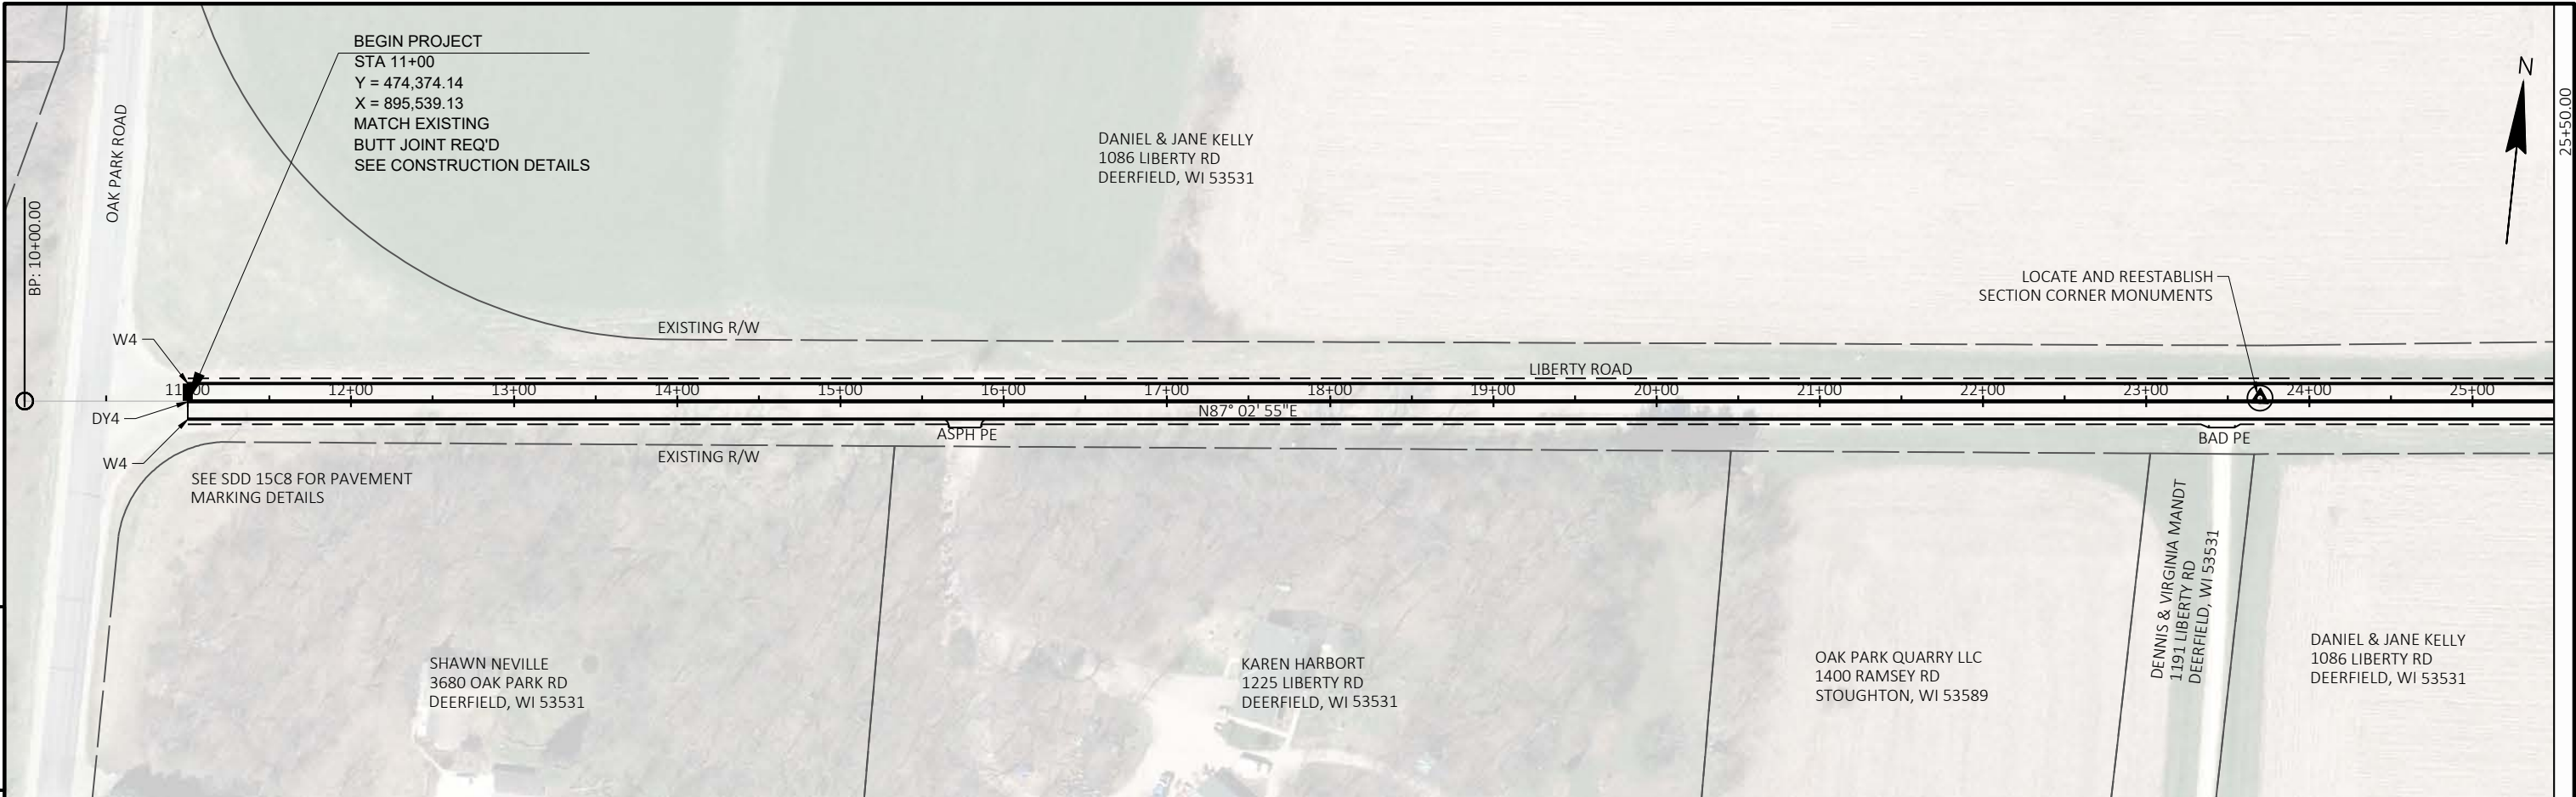 BEGIN PROJECT
STA 11+00
Y = 474,374.14
X = 895,539.13
MATCH EXISTING
BUTT JOINT REQ'D
SEE CONSTRUCTION DETAILS
OAK PARK ROAD
BP: 10+00.00
DANIEL & JANE KELLY
1086 LIBERTY RD
DEERFIELD, WI 53531
N
25+50.00
LOCATE AND REESTABLISH
SECTION CORNER MONUMENTS
EXISTING R/W
W4
LIBERTY ROAD
11+00 12+00 13+00 14+00 15+00 16+00 17+00 18+00 19+00 20+00 21+00 22+00 23+00 24+00 25+00
N87° 02' 55"E
DY4
ASPH PE
BAD PE
W4
EXISTING R/W
SEE SDD 15C8 FOR PAVEMENT
MARKING DETAILS
SHAWN NEVILLE
3680 OAK PARK RD
DEERFIELD, WI 53531
KAREN HARBORT
1225 LIBERTY RD
DEERFIELD, WI 53531
OAK PARK QUARRY LLC
1400 RAMSEY RD
STOUGHTON, WI 53589
DENNIS & VIRGINIA MANDT
1191 LIBERTY RD
DEERFIELD, WI 53531
DANIEL & JANE KELLY
1086 LIBERTY RD
DEERFIELD, WI 53531